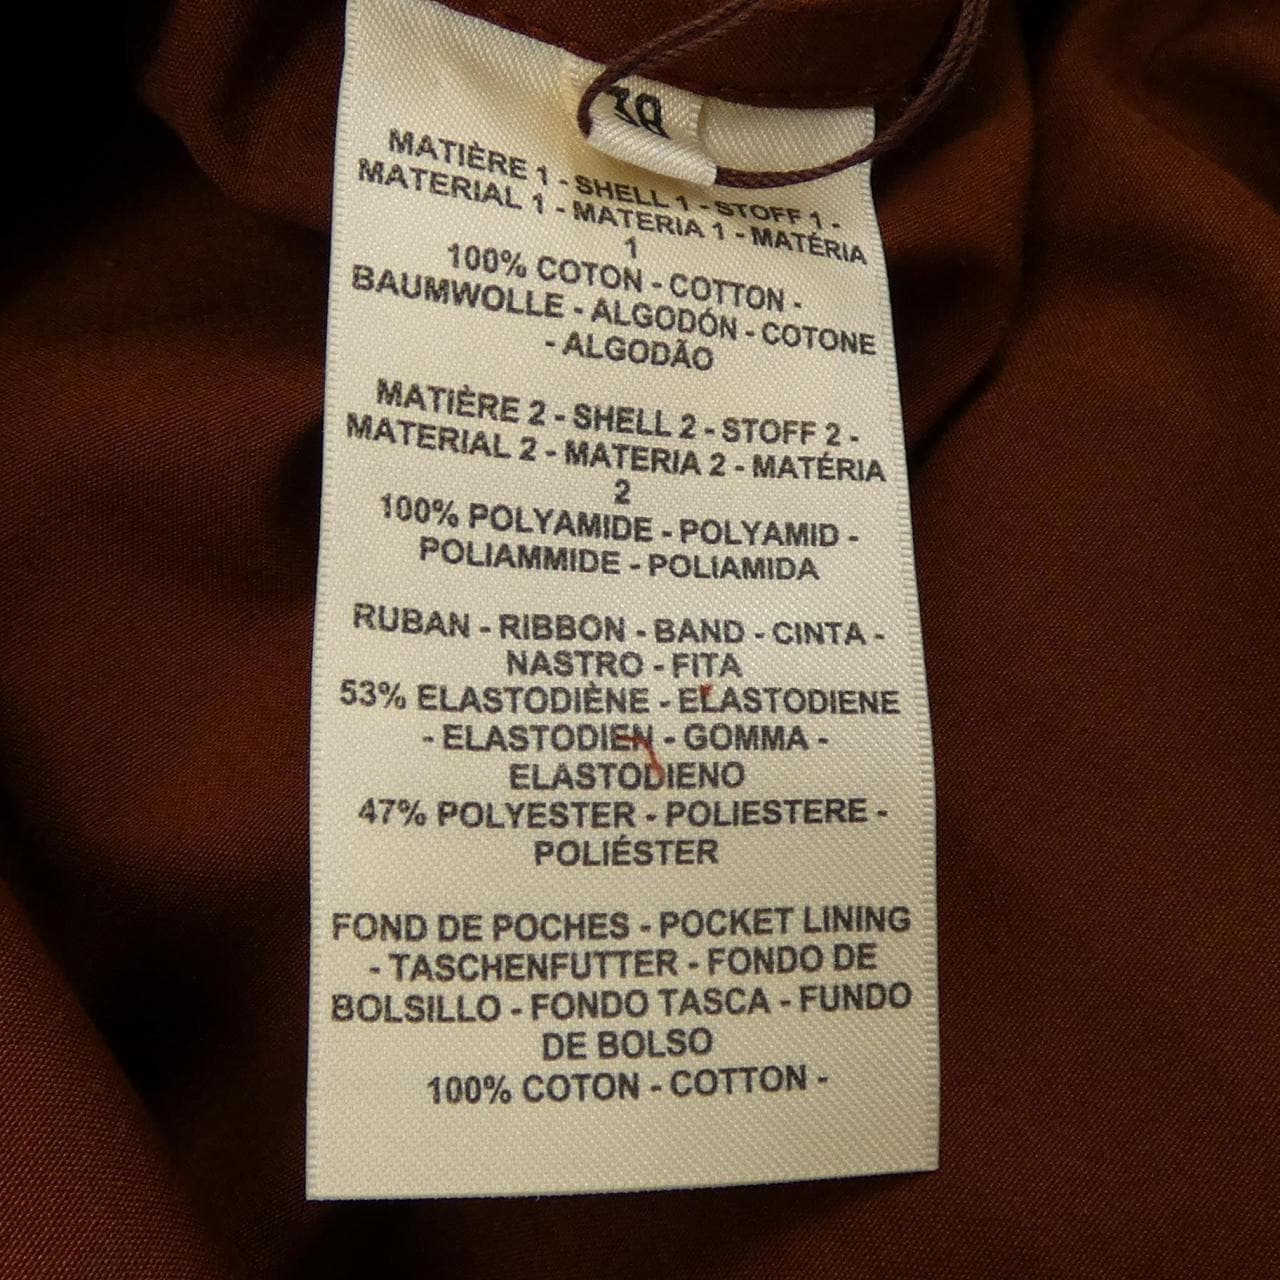 38
MATIÈRE 1 - SHELL 1 - STOFF 1 -
MATERIAL 1 - MATERIA 1 - MATÉRIA
1
100% COTON - COTTON -
BAUMWOLLE - ALGODÓN - COTONE
- ALGODÃO
MATIÈRE 2 - SHELL 2 - STOFF 2 -
MATERIAL 2 - MATERIA 2 - MATÉRIA
2
100% POLYAMIDE - POLYAMID -
POLIAMMIDE - POLIAMIDA
RUBAN - RIBBON - BAND - CINTA -
NASTRO - FITA
53% ELASTODIÈNE - ELASTODIENE
- ELASTODIEN - GOMMA -
ELASTODIENO
47% POLYESTER - POLIESTERE -
POLIÉSTER
FOND DE POCHES - POCKET LINING
- TASCHENFUTTER - FONDO DE
BOLSILLO - FONDO TASCA - FUNDO
DE BOLSO
100% COTON - COTTON -